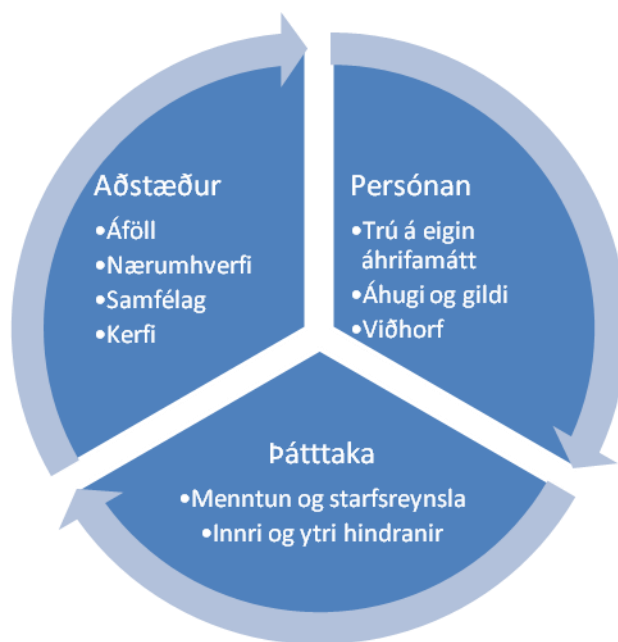 Aðstæður
•Áföll
•Nærumhverfi
•Samfélag
•Kerfi
Persónan
•Trú á eigin
áhrifamátt
•Áhugi og gildi
•Viðhorf
Þátttaka
•Menntun og starfsreynsla
•Innri og ytri hindranir